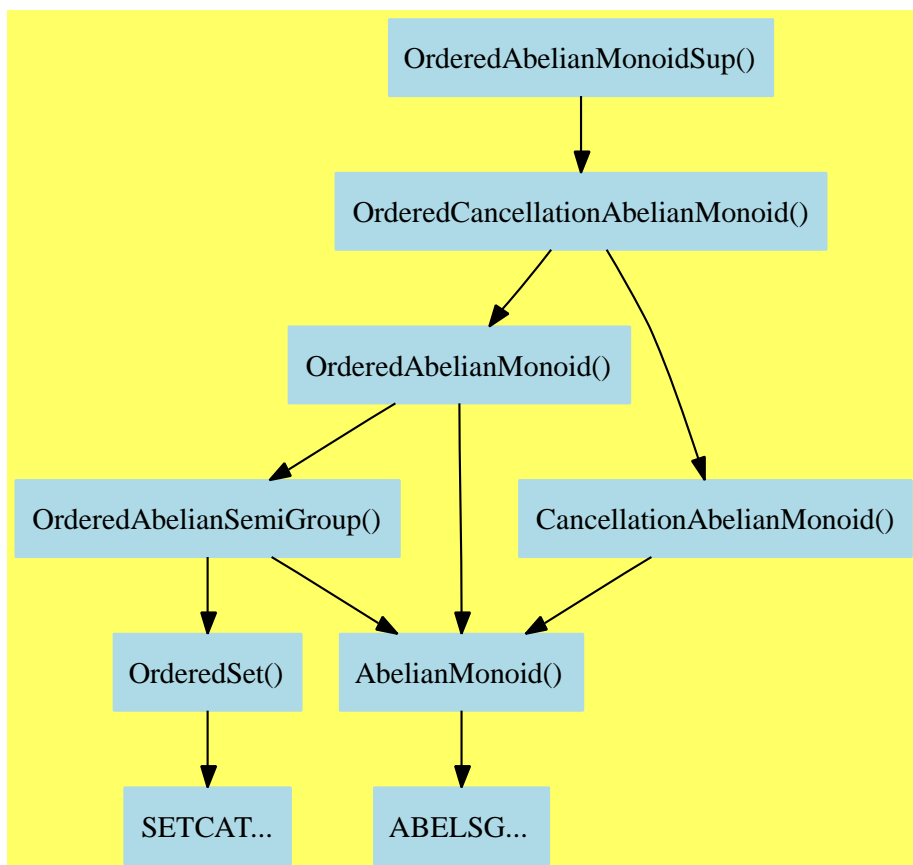 OrderedAbelianMonoidSup()
OrderedCancellationAbelianMonoid()
OrderedAbelianMonoid()
OrderedAbelianSemiGroup()
CancellationAbelianMonoid()
OrderedSet()
AbelianMonoid()
SETCAT...
ABELSG...